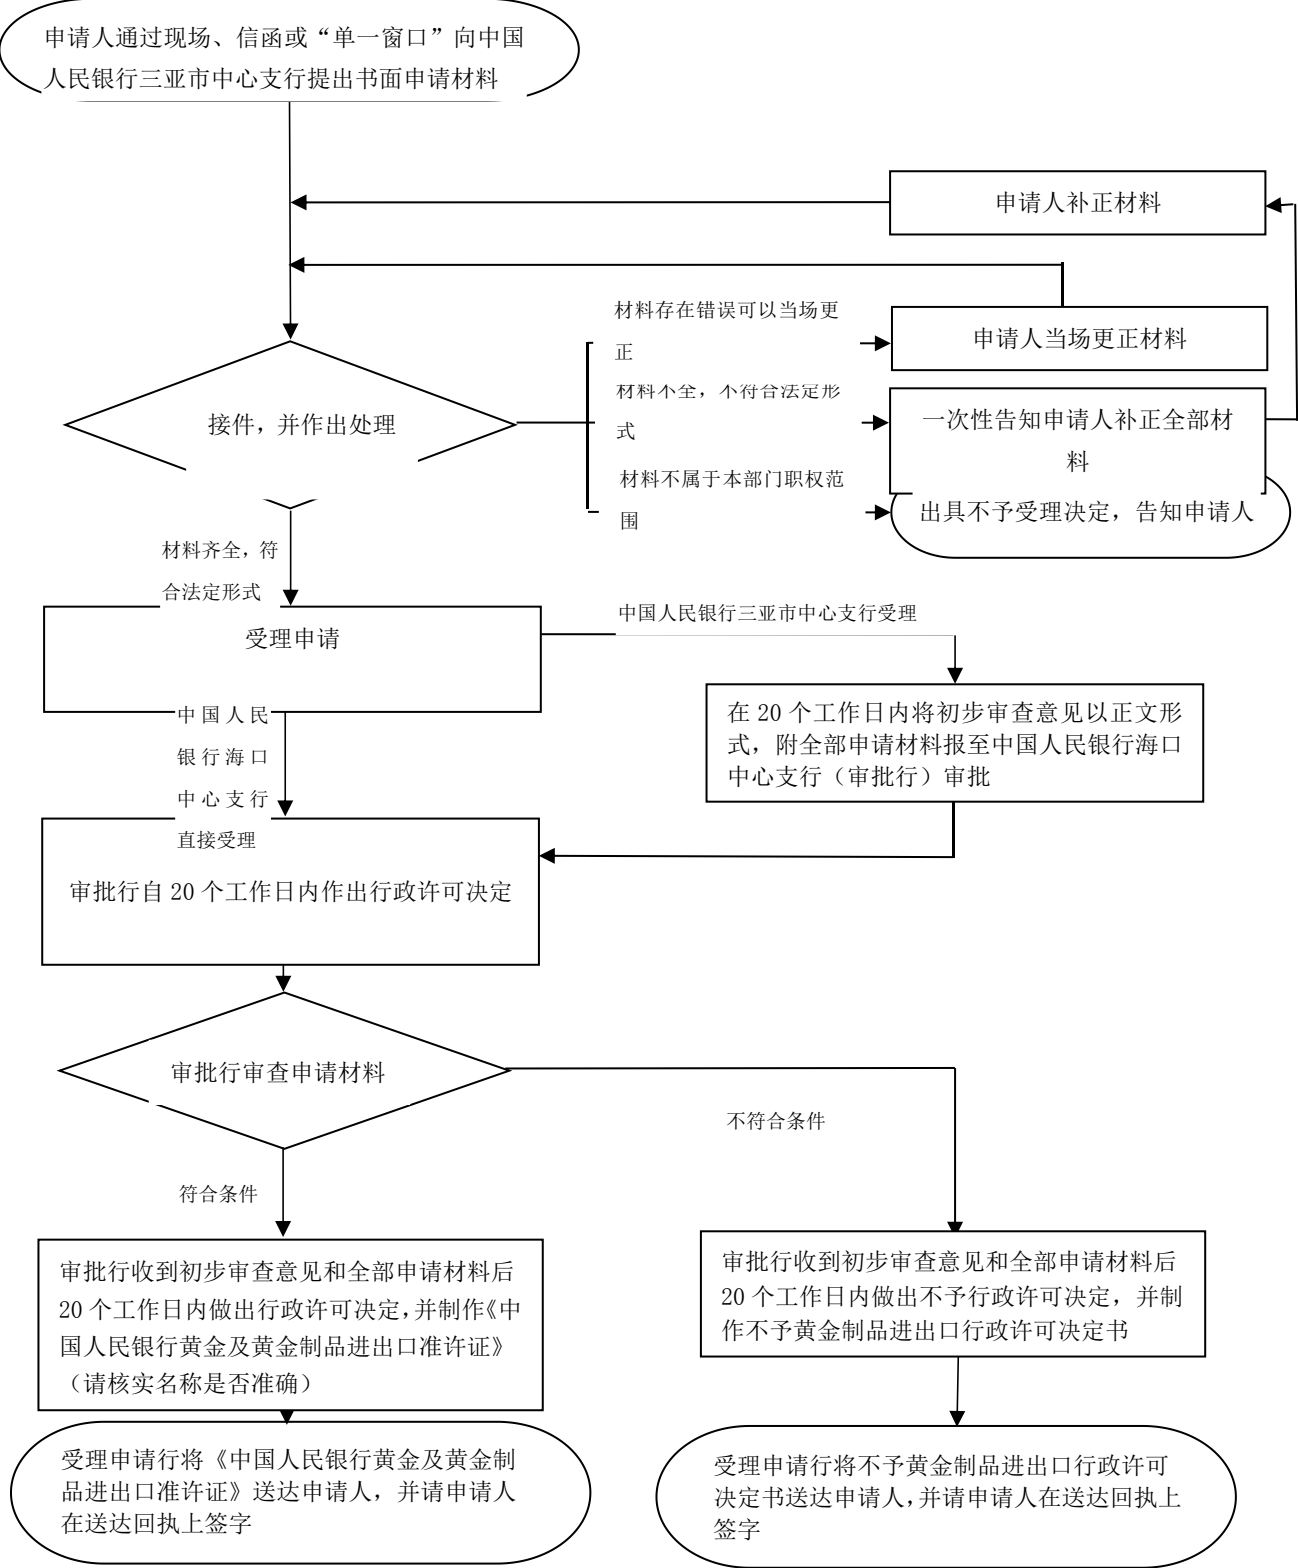 申请人通过现场、信函或“单一窗口”向中国
人民银行三亚市中心支行提出书面申请材料
申请人补正材料
材料存在错误可以当场更
正
申请人当场更正材料
材料不全，不符合法定形
式
一次性告知申请人补正全部材
料
接件，并作出处理
材料不属于本部门职权范
围
出具不予受理决定，告知申请人
材料齐全，符
合法定形式
受理申请
中国人民银行三亚市中心支行受理
中国人民
银行海口
中心支行
直接受理
在 20 个工作日内将初步审查意见以正文形
式，附全部申请材料报至中国人民银行海口
中心支行（审批行）审批
审批行自 20 个工作日内作出行政许可决定
审批行审查申请材料
不符合条件
符合条件
审批行收到初步审查意见和全部申请材料后
20 个工作日内做出行政许可决定，并制作《中
国人民银行黄金及黄金制品进出口准许证》
（请核实名称是否准确）
审批行收到初步审查意见和全部申请材料后
20 个工作日内做出不予行政许可决定，并制
作不予黄金制品进出口行政许可决定书
受理申请行将《中国人民银行黄金及黄金制
品进出口准许证》送达申请人，并请申请人
在送达回执上签字
受理申请行将不予黄金制品进出口行政许可
决定书送达申请人，并请申请人在送达回执上
签字